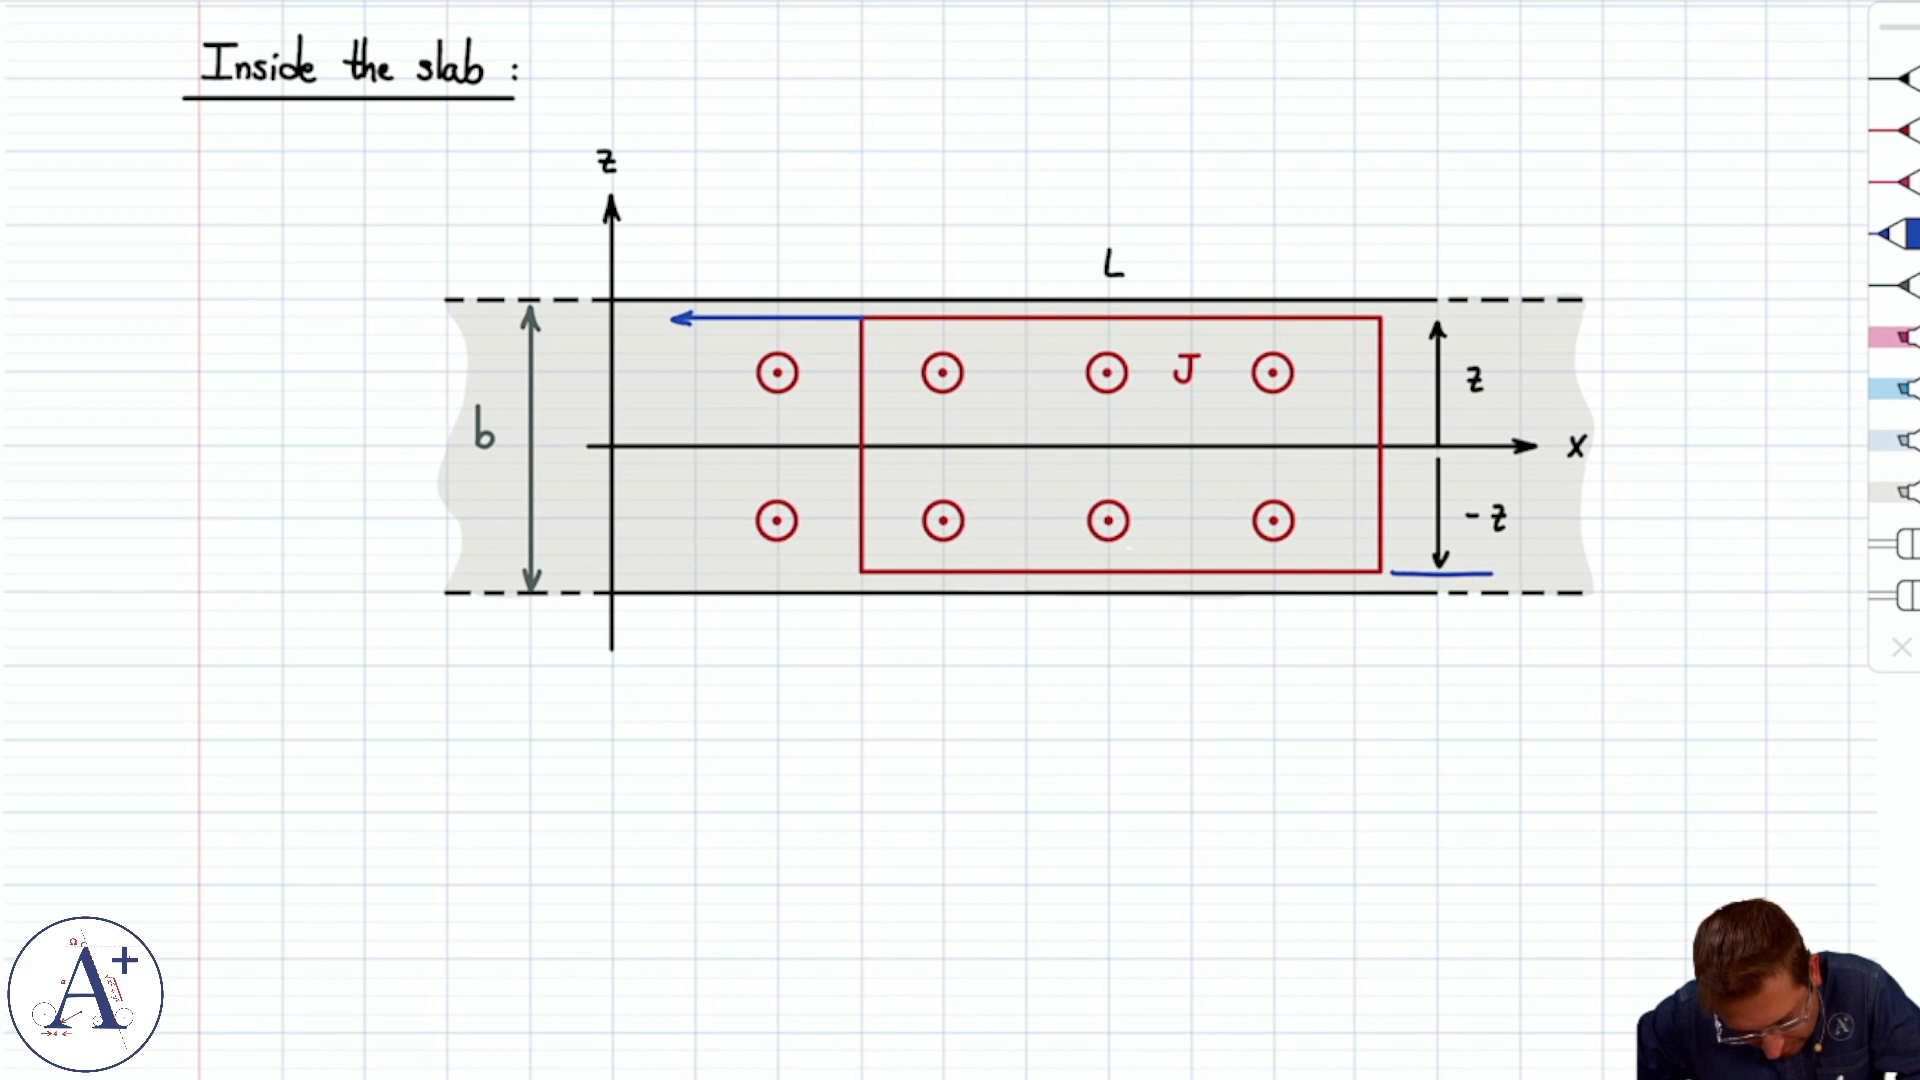 Inside the slab :
z
L
J
z
b
x
- z
A+